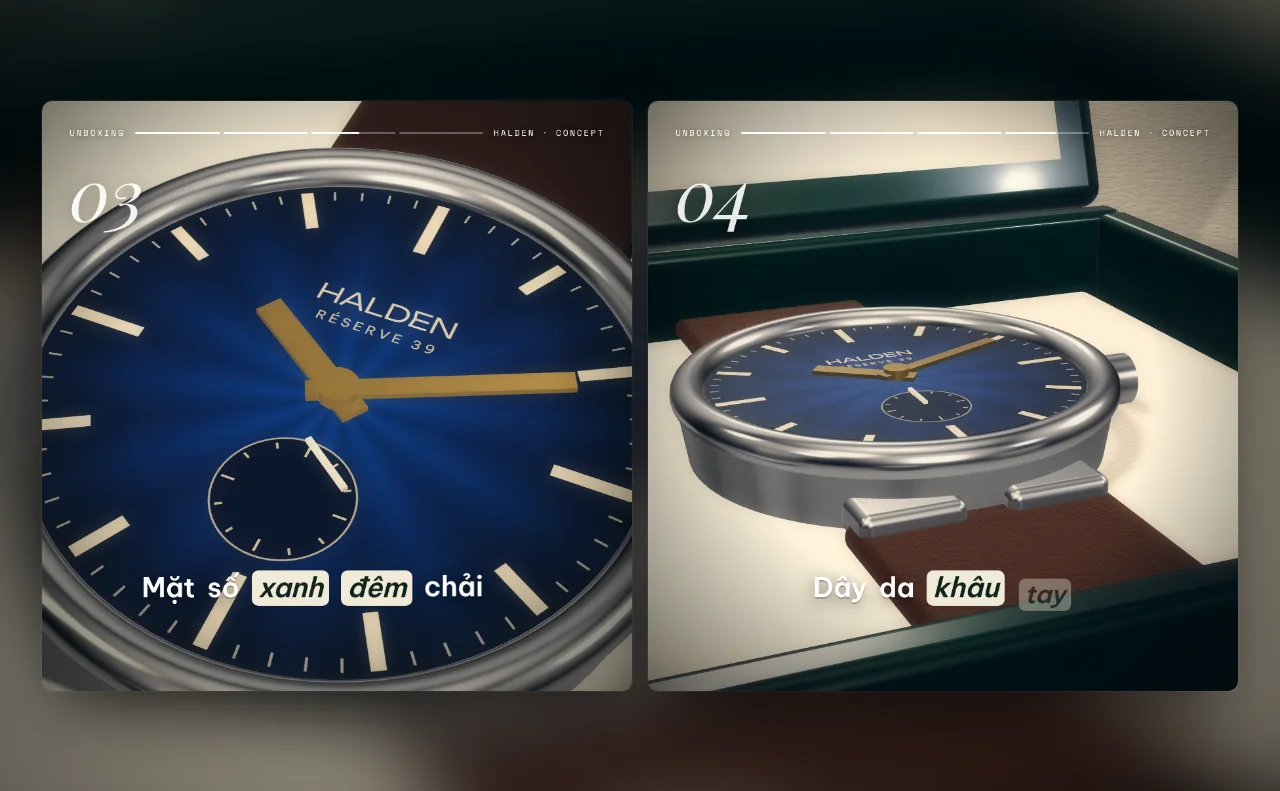 UNBOXING
HALDEN · CONCEPT
03
HALDEN
RÉSERVE 39
Mặt số xanh đêm chải
UNBOXING
HALDEN · CONCEPT
04
HALDEN
RÉSERVE 39
Dây da khâu tay